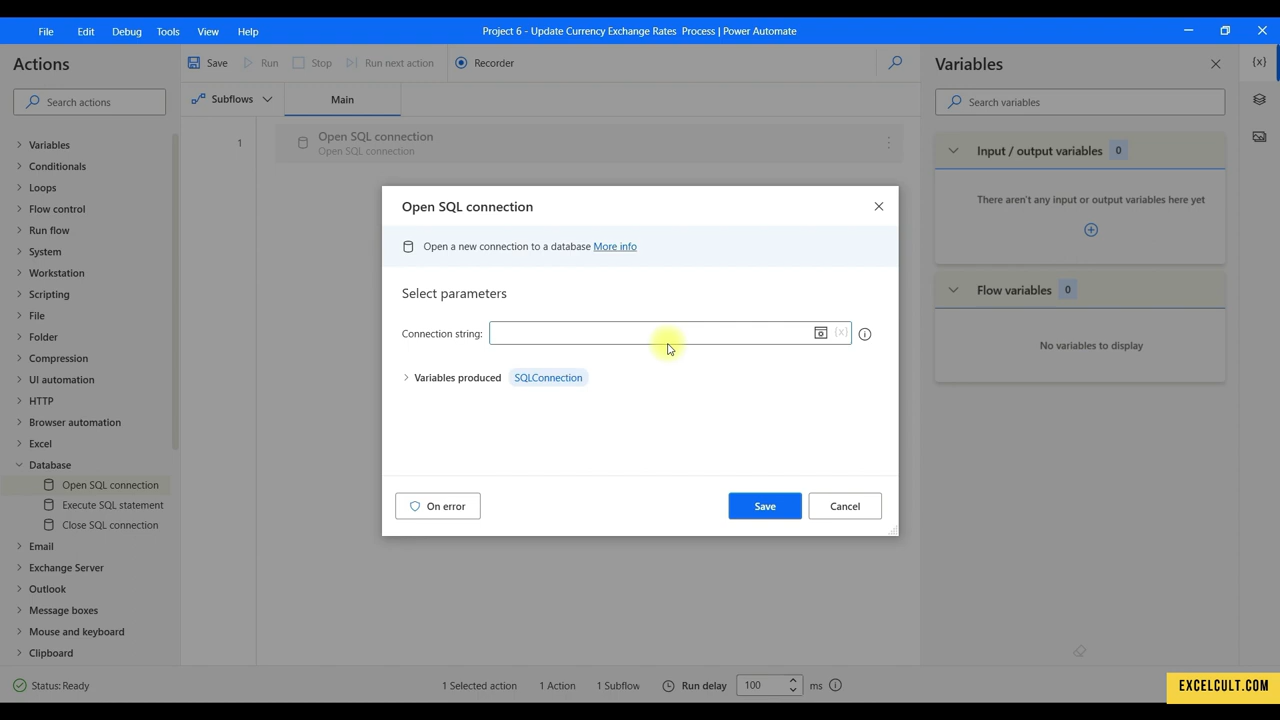 File Edit Debug Tools View Help
Project 6 - Update Currency Exchange Rates Process | Power Automate
Actions
Save Run Stop Run next action Recorder
Variables
{x}
Search actions
Subflows Main
Search variables
Variables
Conditionals
Loops
Flow control
Run flow
System
Workstation
Scripting
File
Folder
Compression
UI automation
HTTP
Browser automation
Excel
Database
Open SQL connection
Execute SQL statement
Close SQL connection
Email
Exchange Server
Outlook
Message boxes
Mouse and keyboard
Clipboard
1
Open SQL connection
Open SQL connection
Open SQL connection
Open a new connection to a database More info
Select parameters
Connection string: {x}
Variables produced SQLConnection
On error Save Cancel
Input / output variables 0
There aren't any input or output variables here yet
Flow variables 0
No variables to display
Status: Ready 1 Selected action 1 Action 1 Subflow Run delay 100 ms
EXCELCULT.COM